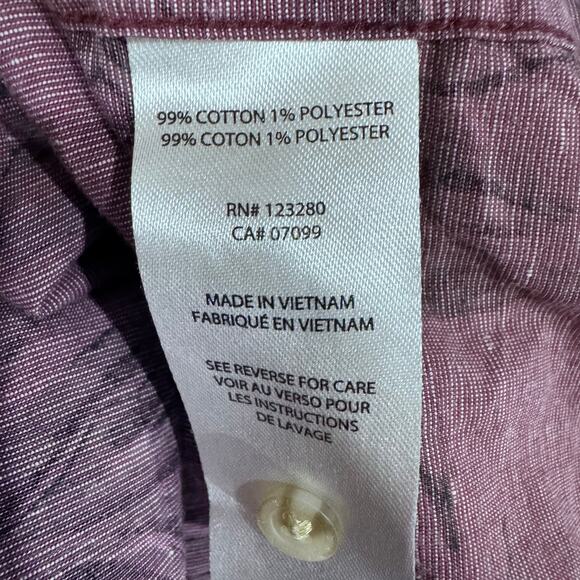 99% COTTON 1% POLYESTER
99% COTON 1% POLYESTER
RN# 123280
CA# 07099
MADE IN VIETNAM
FABRIQUÉ EN VIETNAM
SEE REVERSE FOR CARE
VOIR AU VERSO POUR
LES INSTRUCTIONS
DE LAVAGE